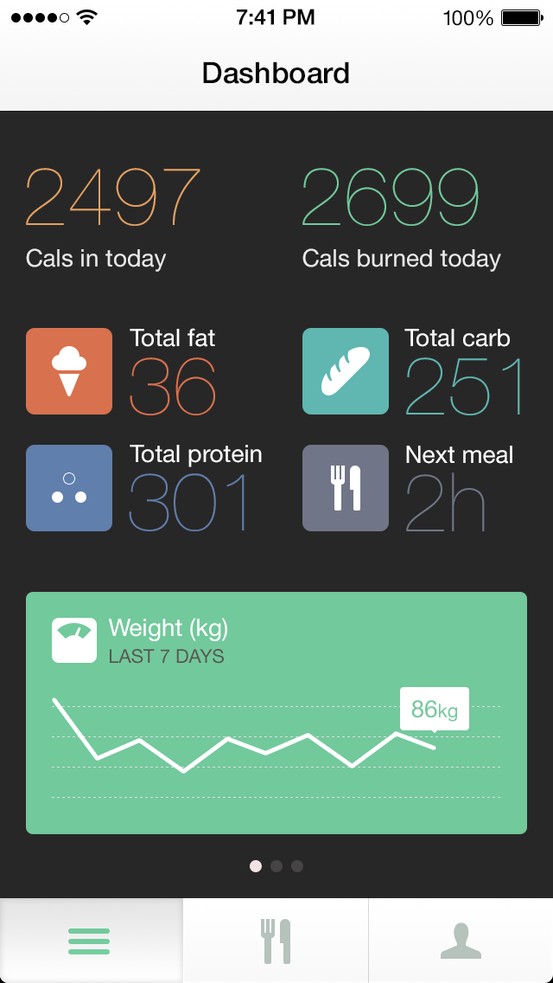 7:41 PM
100%
Dashboard
2497
2699
Cals in today
Cals burned today
Total fat
36
Total carb
251
Total protein
301
Next meal
2h
Weight (kg)
LAST 7 DAYS
86kg